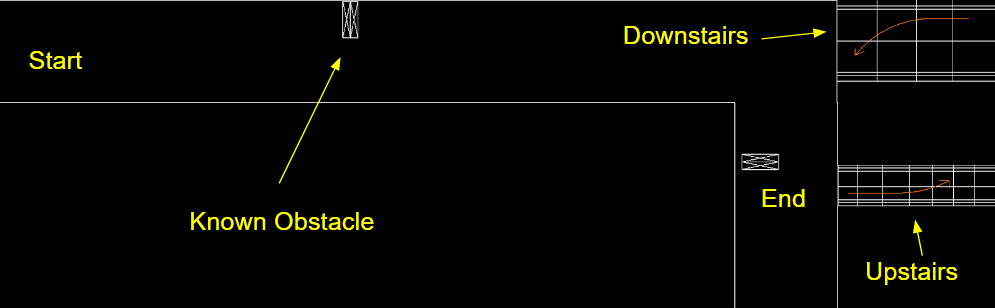 Downstairs
Start
End
Known Obstacle
Upstairs